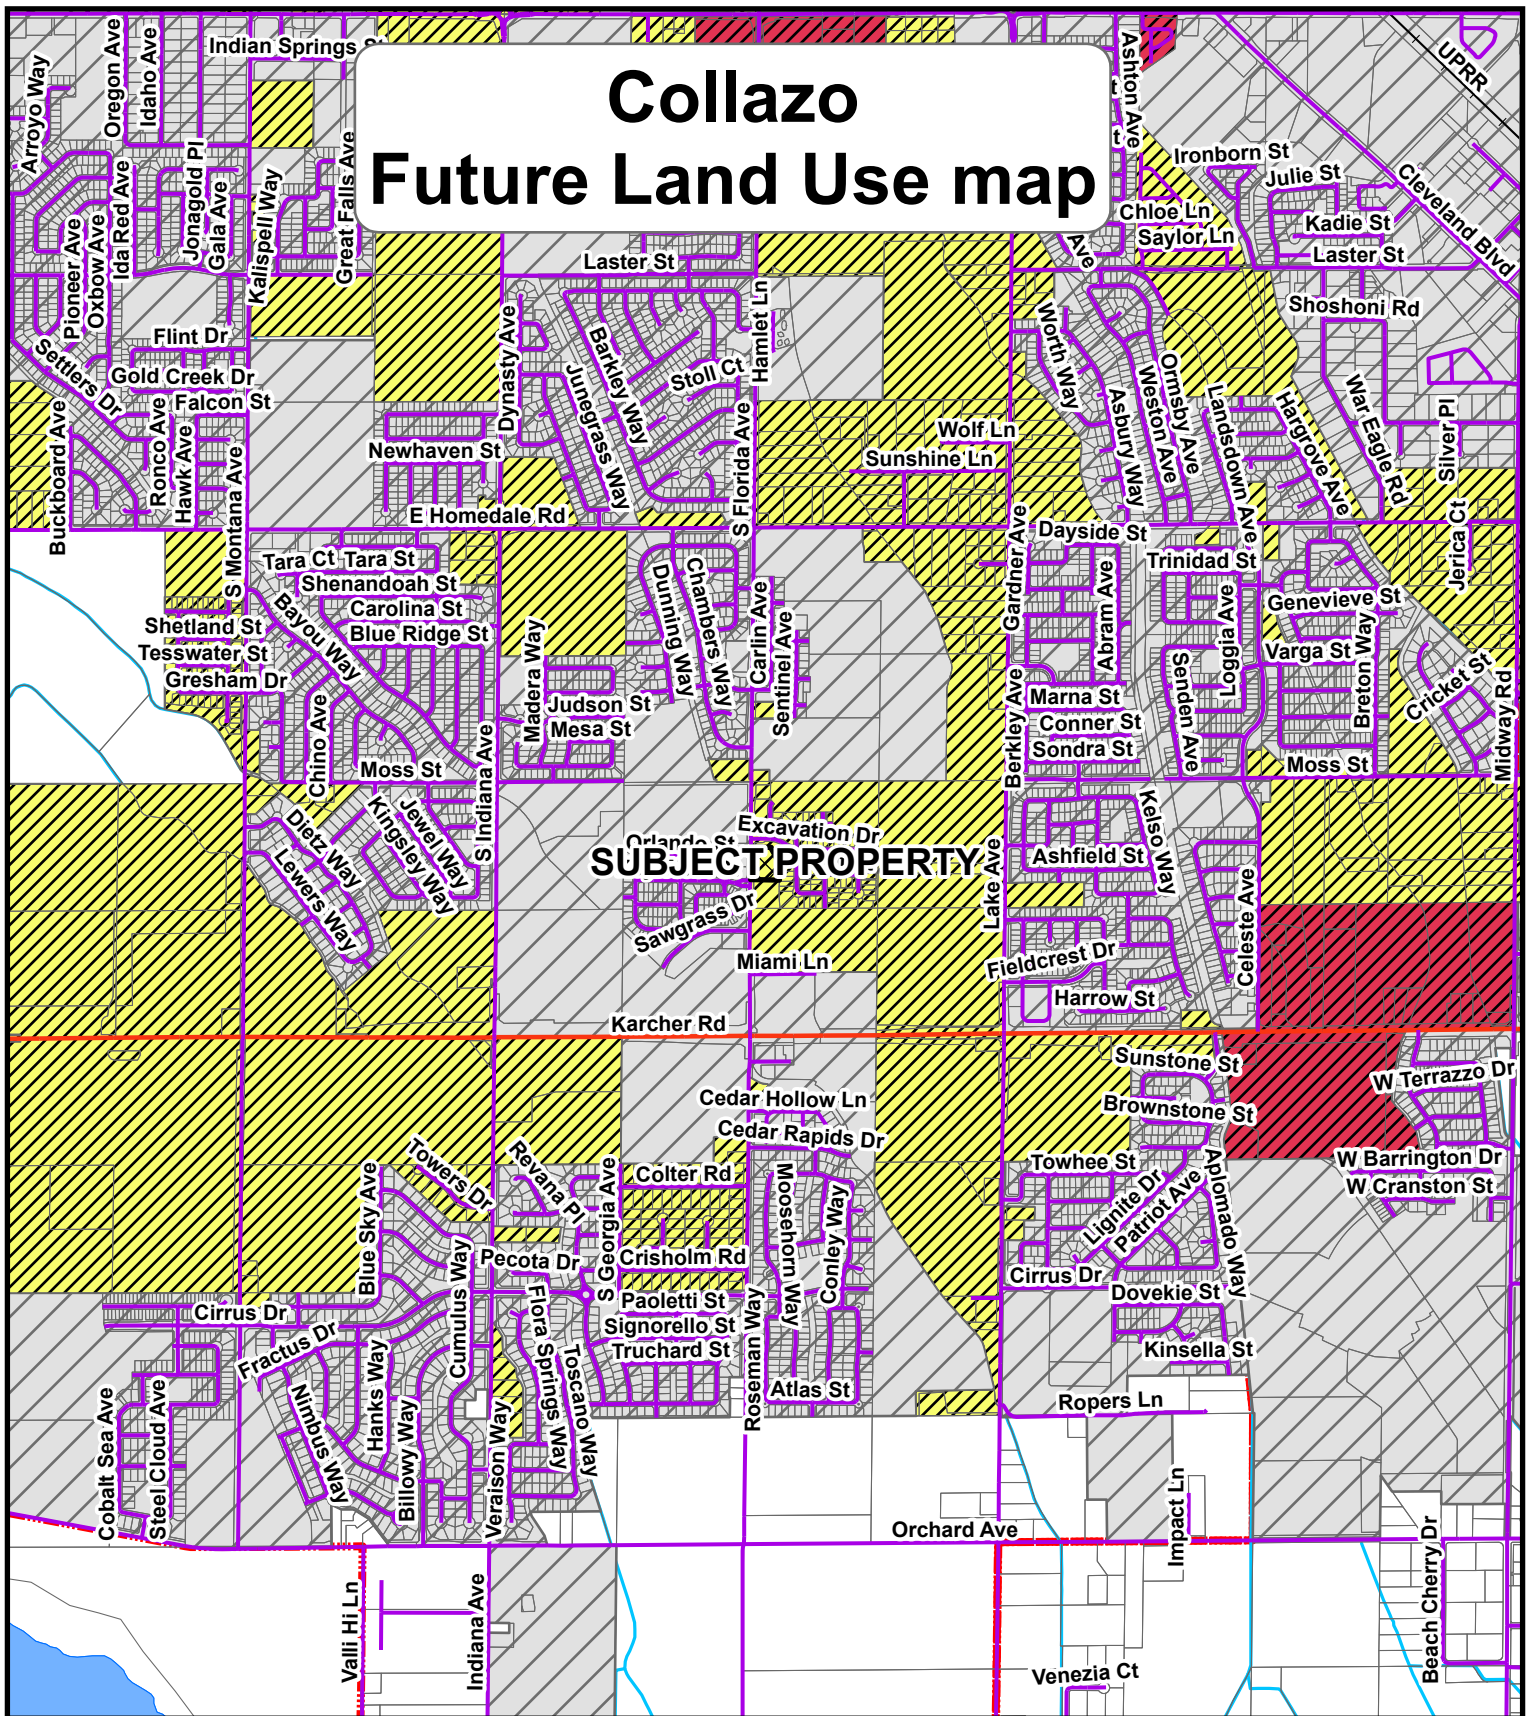 Collazo
Future Land Use map
Indian Springs St
Arroyo Way
Oregon Ave
Idaho Ave
Ashton Ave
UPRR
Ironborn St
Julie St
Cleveland Blvd
Chloe Ln
Kadie St
Saylor Ln
Laster St
Ave
Pioneer Ave
Oxbow Ave
Ida Red Ave
Jonagold Pl
Gala Ave
Kalispell Way
Great Falls Ave
Laster St
Hamlet Ln
Shoshoni Rd
Flint Dr
Settlers Dr
Gold Creek Dr
Falcon St
Dynasty Ave
Barkley Way
Junegrass Way
Stoll Ct
Worth Way
Ormsby Ave
Weston Ave
Asbury Way
Landsdown Ave
Hargrove Ave
War Eagle Rd
Silver Pl
Buckboard Ave
Ronco Ave
Hawk Ave
S Montana Ave
Newhaven St
S Florida Ave
Wolf Ln
Sunshine Ln
E Homedale Rd
Gardner Ave
Dayside St
Jerica Ct
Tara Ct
Tara St
Trinidad St
Shenandoah St
Carolina St
Genevieve St
Bayou Way
Shetland St
Blue Ridge St
Tesswater St
Gresham Dr
Madera Way
Dunning Way
Chambers Way
Carlin Ave
Sentinel Ave
Abram Ave
Loggia Ave
Senden Ave
Varga St
Breton Way
Cricket St
Midway Rd
Judson St
Mesa St
Berkley Ave
Marna St
Conner St
Sondra St
Chino Ave
Moss St
S Indiana Ave
Moss St
Dietz Way
Lewers Way
Kingsley Way
Jewel Way
Excavation Dr
Orlando St
SUBJECT PROPERTY
Lake Ave
Ashfield St
Kelso Way
Celeste Ave
Sawgrass Dr
Miami Ln
Fieldcrest Dr
Harrow St
Karcher Rd
Sunstone St
W Terrazzo Dr
Cedar Hollow Ln
Brownstone St
Cedar Rapids Dr
Towers Dr
Revana Pl
Blue Sky Ave
S Georgia Ave
Colter Rd
Towhee St
W Barrington Dr
W Cranston St
Moosehorn Way
Conley Way
Lignite Dr
Patriot Ave
Aplomado Way
Pecota Dr
Crisholm Rd
Cirrus Dr
Cumulus Way
Dovekie St
Cirrus Dr
Paoletti St
Flora Springs Way
Toscano Way
Signorello St
Truchard St
Roseman Way
Fractus Dr
Kinsella St
Nimbus Way
Hanks Way
Billowy Way
Veraison Way
Atlas St
Ropers Ln
Cobalt Sea Ave
Steel Cloud Ave
Orchard Ave
Impact Ln
Beach Cherry Dr
Valli Hi Ln
Indiana Ave
Venezia Ct